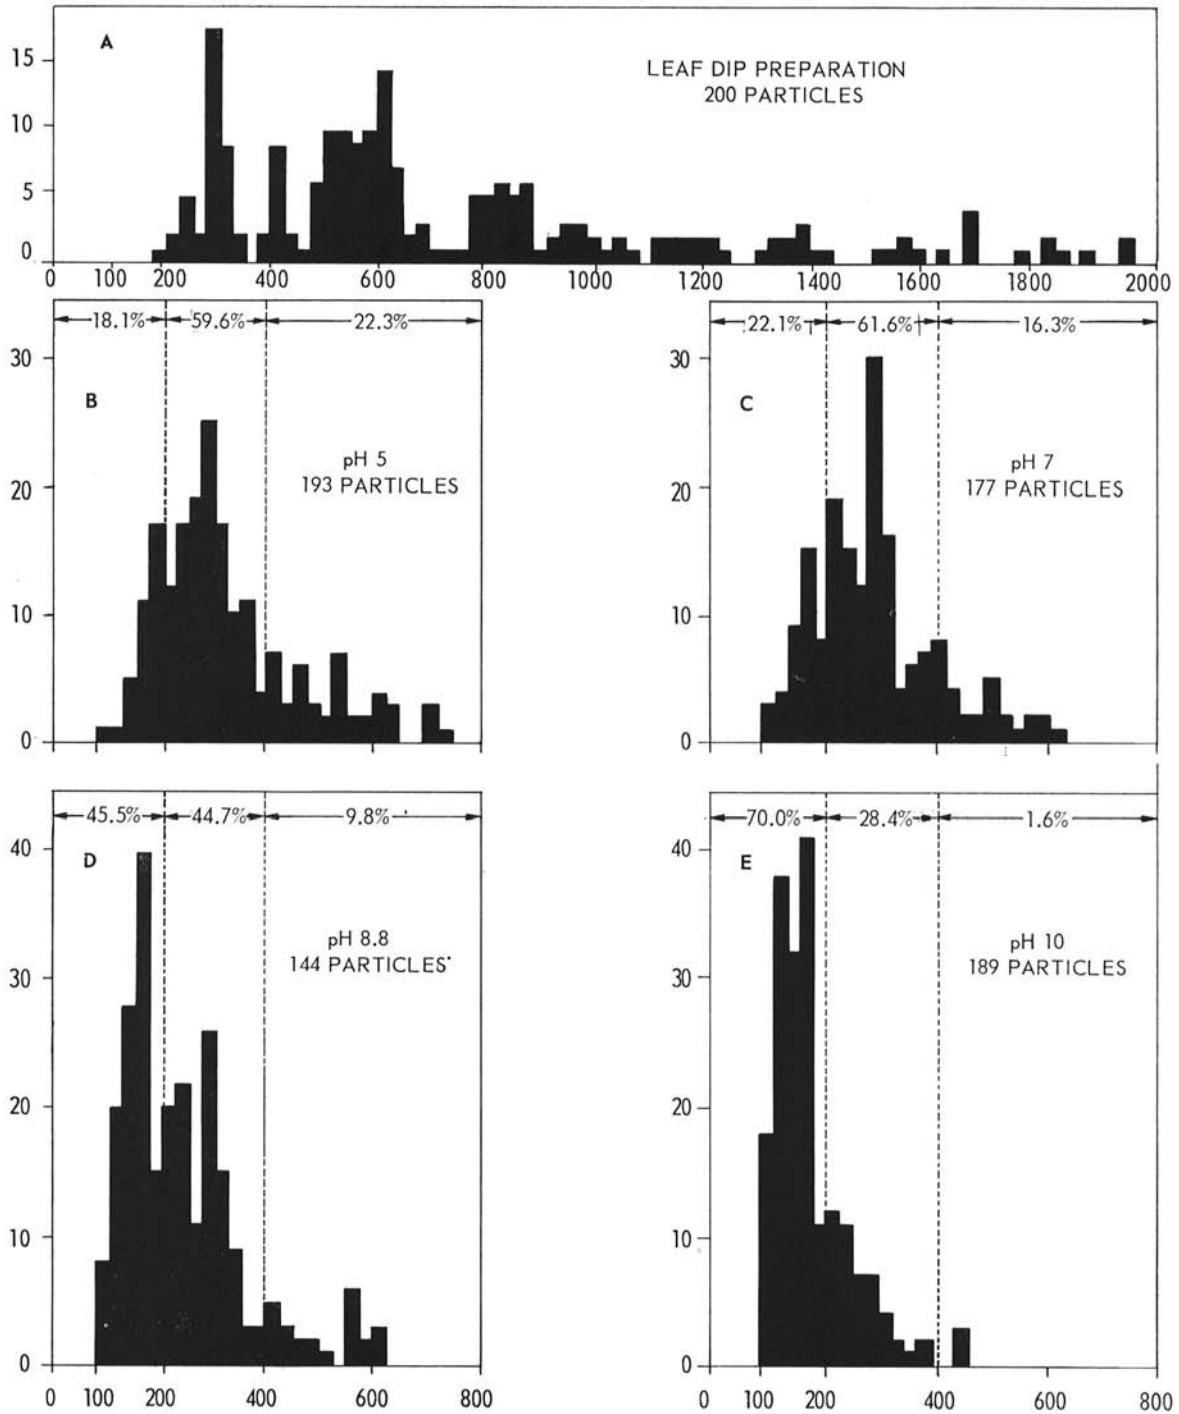 A
LEAF DIP PREPARATION
200 PARTICLES
15
10
5
0
0 100 200 400 600 800 1000 1200 1400 1600 1800 2000
18.1% 59.6% 22.3%
B
pH 5
193 PARTICLES
30
20
10
0
22.1% 61.6% 16.3%
C
pH 7
177 PARTICLES
30
20
10
0
45.5% 44.7% 9.8%
D
pH 8.8
144 PARTICLES
40
30
20
10
0
0 100 200 400 600 800
70.0% 28.4% 1.6%
E
pH 10
189 PARTICLES
40
30
20
10
0
0 100 200 400 600 800